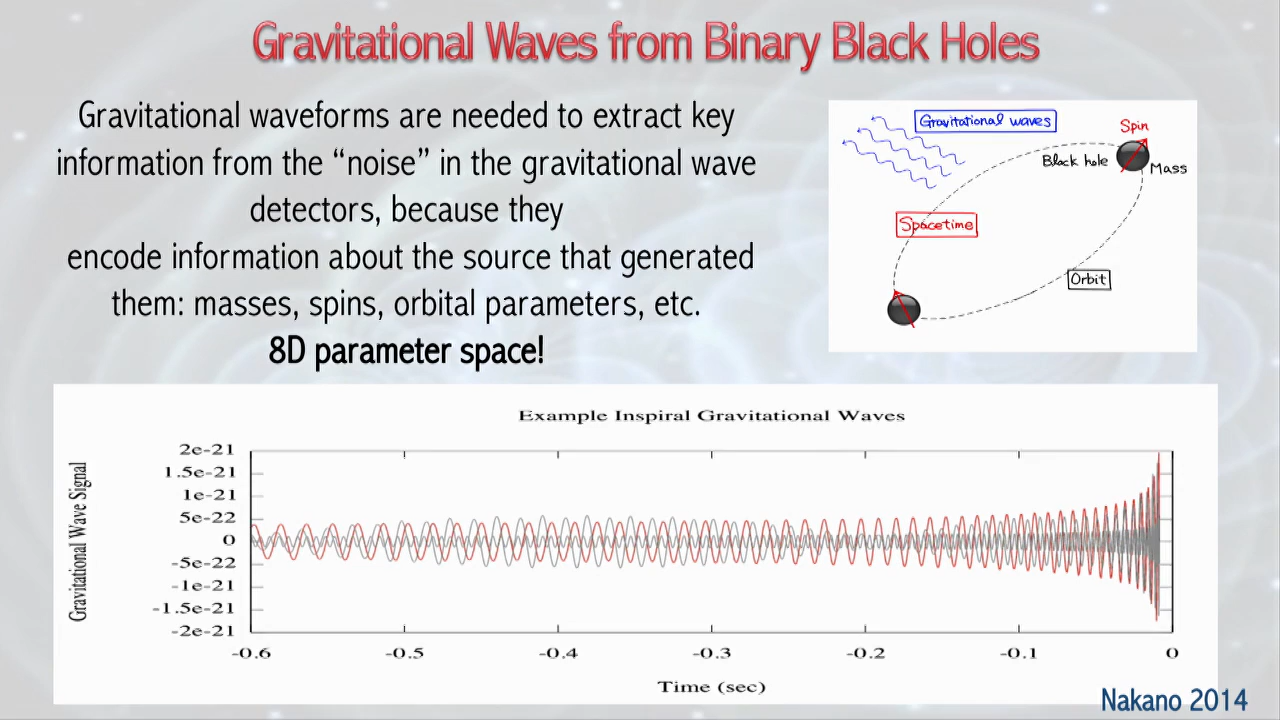 Gravitational Waves from Binary Black Holes
Gravitational waveforms are needed to extract key
information from the “noise” in the gravitational wave
detectors, because they
encode information about the source that generated
them: masses, spins, orbital parameters, etc.
8D parameter space!
Gravitational waves
Spin
Black hole
Mass
Spacetime
Orbit
Example Inspiral Gravitational Waves
Gravitational Wave Signal
2e-21
1.5e-21
1e-21
5e-22
0
-5e-22
-1e-21
-1.5e-21
-2e-21
-0.6 -0.5 -0.4 -0.3 -0.2 -0.1 0
Time (sec)
Nakano 2014